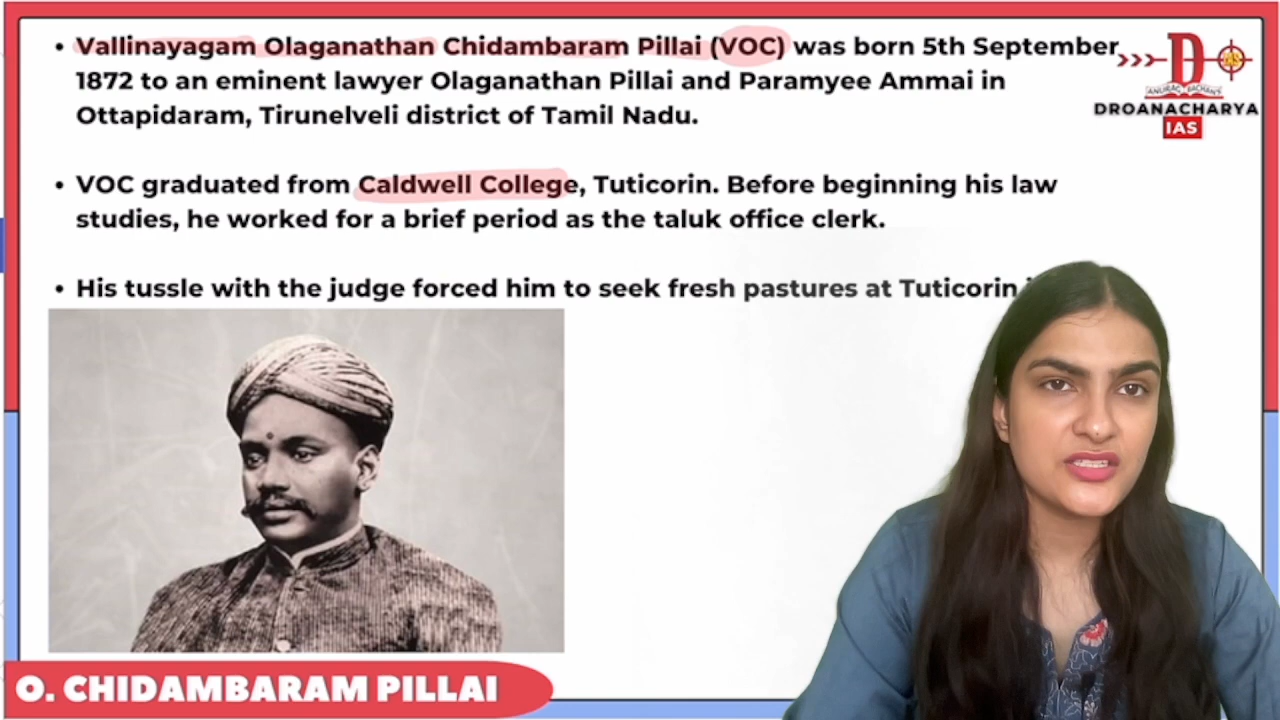 • Vallinayagam Olaganathan Chidambaram Pillai (VOC) was born 5th September
1872 to an eminent lawyer Olaganathan Pillai and Paramyee Ammai in
Ottapidaram, Tirunelveli district of Tamil Nadu.
• VOC graduated from Caldwell College, Tuticorin. Before beginning his law
studies, he worked for a brief period as the taluk office clerk.
• His tussle with the judge forced him to seek fresh pastures at Tuticorin
D
ANURAG BACHAN'S
DROANACHARYA
IAS
O. CHIDAMBARAM PILLAI